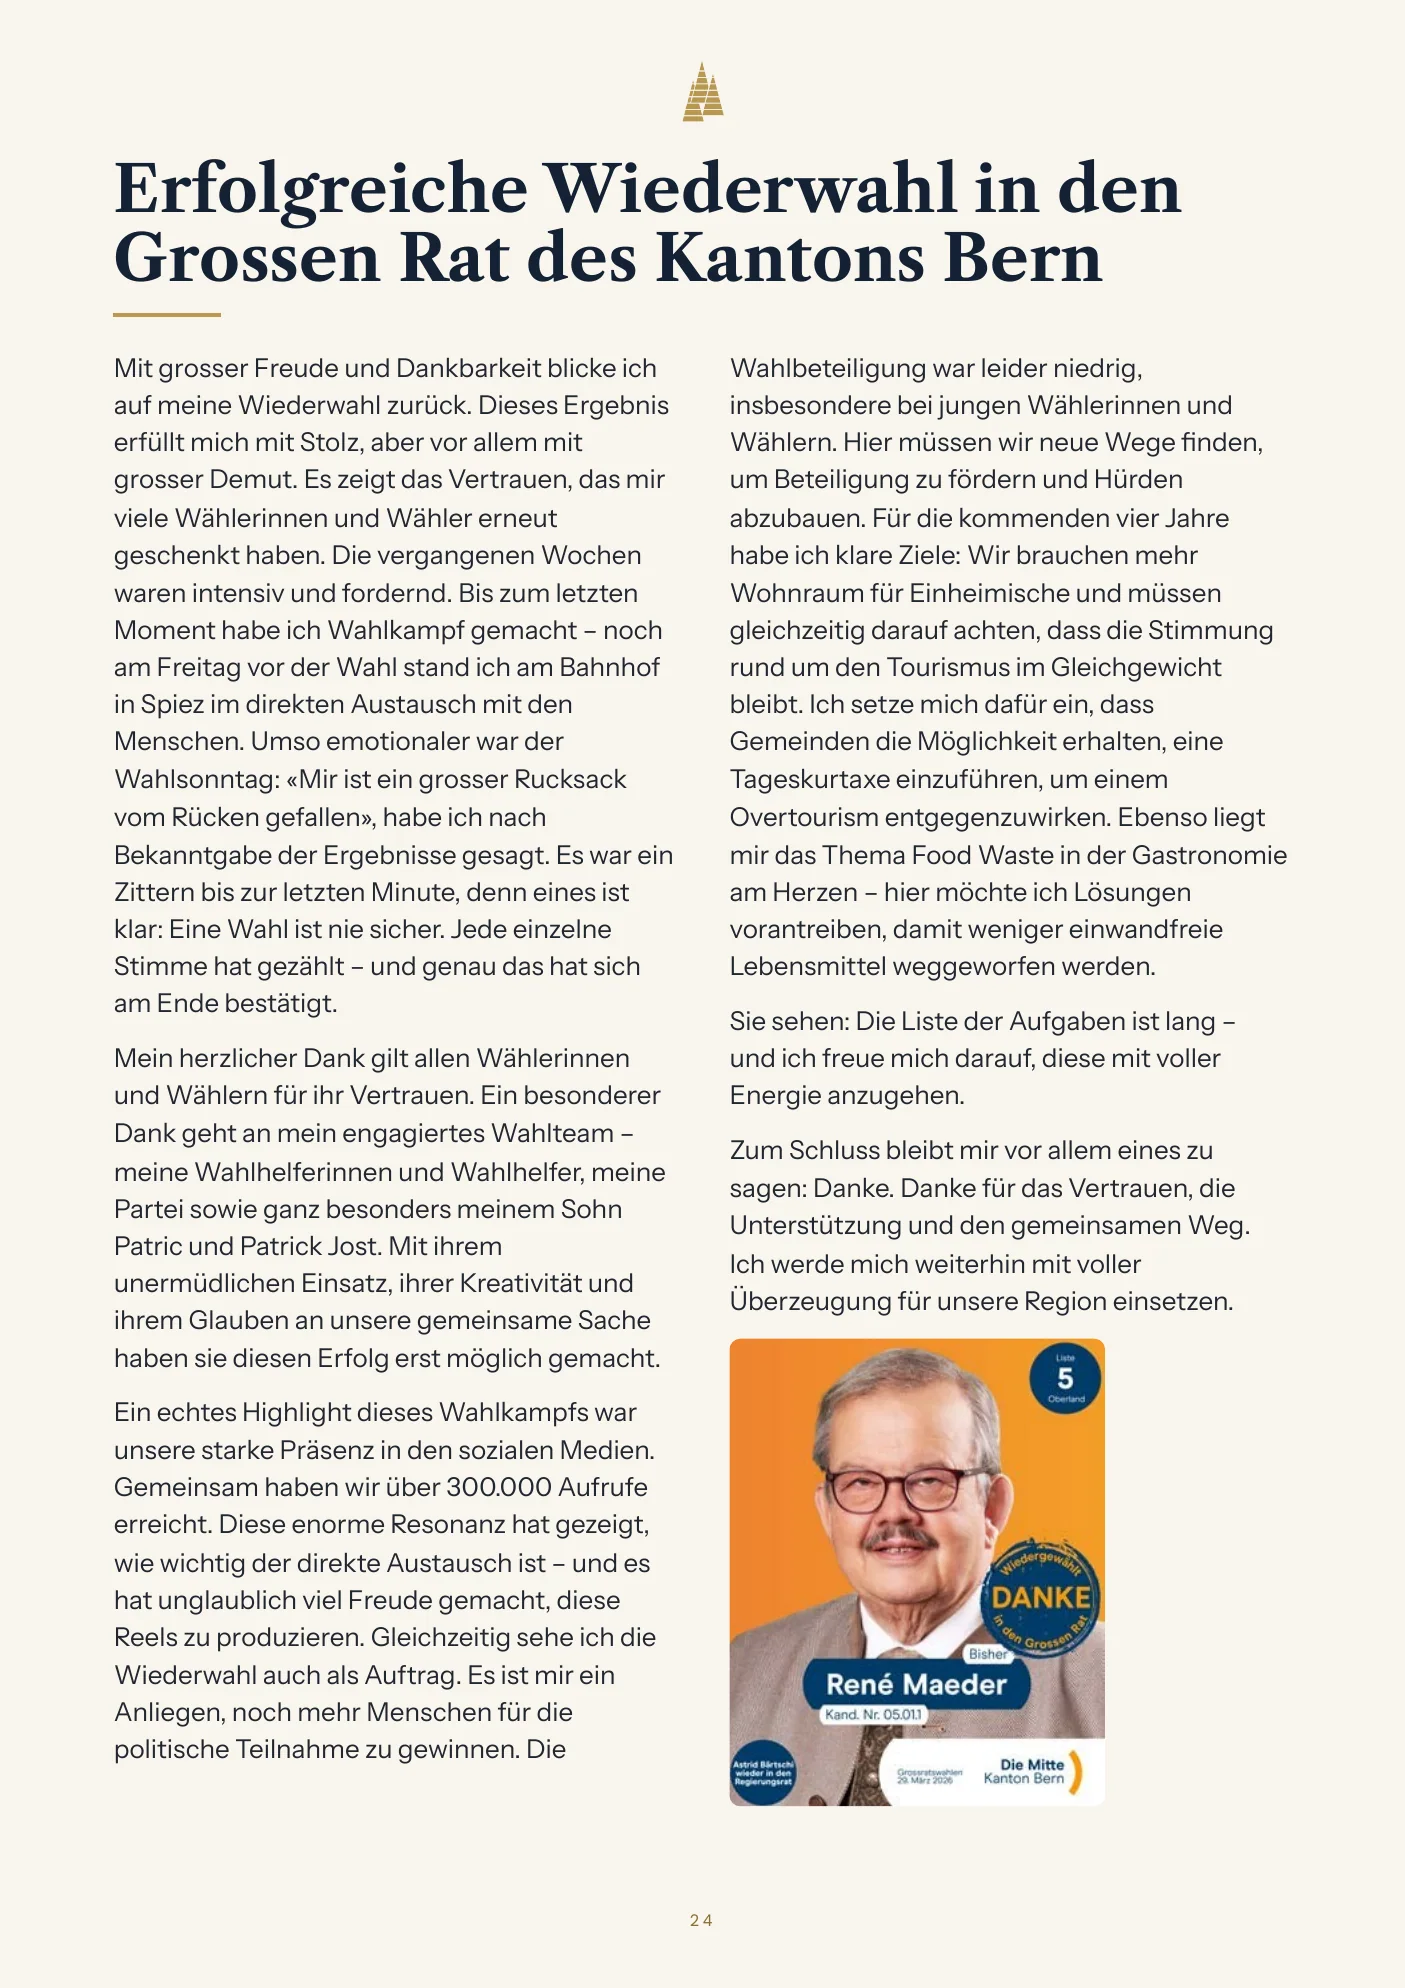 Erfolgreiche Wiederwahl in den
Grossen Rat des Kantons Bern
Mit grosser Freude und Dankbarkeit blicke ich
auf meine Wiederwahl zurück. Dieses Ergebnis
erfüllt mich mit Stolz, aber vor allem mit
grosser Demut. Es zeigt das Vertrauen, das mir
viele Wählerinnen und Wähler erneut
geschenkt haben. Die vergangenen Wochen
waren intensiv und fordernd. Bis zum letzten
Moment habe ich Wahlkampf gemacht – noch
am Freitag vor der Wahl stand ich am Bahnhof
in Spiez im direkten Austausch mit den
Menschen. Umso emotionaler war der
Wahlsonntag: «Mir ist ein grosser Rucksack
vom Rücken gefallen», habe ich nach
Bekanntgabe der Ergebnisse gesagt. Es war ein
Zittern bis zur letzten Minute, denn eines ist
klar: Eine Wahl ist nie sicher. Jede einzelne
Stimme hat gezählt – und genau das hat sich
am Ende bestätigt.
Mein herzlicher Dank gilt allen Wählerinnen
und Wählern für ihr Vertrauen. Ein besonderer
Dank geht an mein engagiertes Wahlteam –
meine Wahlhelferinnen und Wahlhelfer, meine
Partei sowie ganz besonders meinem Sohn
Patric und Patrick Jost. Mit ihrem
unermüdlichen Einsatz, ihrer Kreativität und
ihrem Glauben an unsere gemeinsame Sache
haben sie diesen Erfolg erst möglich gemacht.
Ein echtes Highlight dieses Wahlkampfs war
unsere starke Präsenz in den sozialen Medien.
Gemeinsam haben wir über 300.000 Aufrufe
erreicht. Diese enorme Resonanz hat gezeigt,
wie wichtig der direkte Austausch ist – und es
hat unglaublich viel Freude gemacht, diese
Reels zu produzieren. Gleichzeitig sehe ich die
Wiederwahl auch als Auftrag. Es ist mir ein
Anliegen, noch mehr Menschen für die
politische Teilnahme zu gewinnen. Die
Wahlbeteiligung war leider niedrig,
insbesondere bei jungen Wählerinnen und
Wählern. Hier müssen wir neue Wege finden,
um Beteiligung zu fördern und Hürden
abzubauen. Für die kommenden vier Jahre
habe ich klare Ziele: Wir brauchen mehr
Wohnraum für Einheimische und müssen
gleichzeitig darauf achten, dass die Stimmung
rund um den Tourismus im Gleichgewicht
bleibt. Ich setze mich dafür ein, dass
Gemeinden die Möglichkeit erhalten, eine
Tageskurtaxe einzuführen, um einem
Overtourism entgegenzuwirken. Ebenso liegt
mir das Thema Food Waste in der Gastronomie
am Herzen – hier möchte ich Lösungen
vorantreiben, damit weniger einwandfreie
Lebensmittel weggeworfen werden.
Sie sehen: Die Liste der Aufgaben ist lang –
und ich freue mich darauf, diese mit voller
Energie anzugehen.
Zum Schluss bleibt mir vor allem eines zu
sagen: Danke. Danke für das Vertrauen, die
Unterstützung und den gemeinsamen Weg.
Ich werde mich weiterhin mit voller
Überzeugung für unsere Region einsetzen.
Liste
5
Oberland
Wiedergewählt
DANKE
in den Grossen Rat
Bisher
René Maeder
Kand. Nr. 05.01.1
Astrid Bärtschi
wieder in den
Regierungsrat
Grossratswahlen
29. März 2026
Die Mitte
Kanton Bern
24